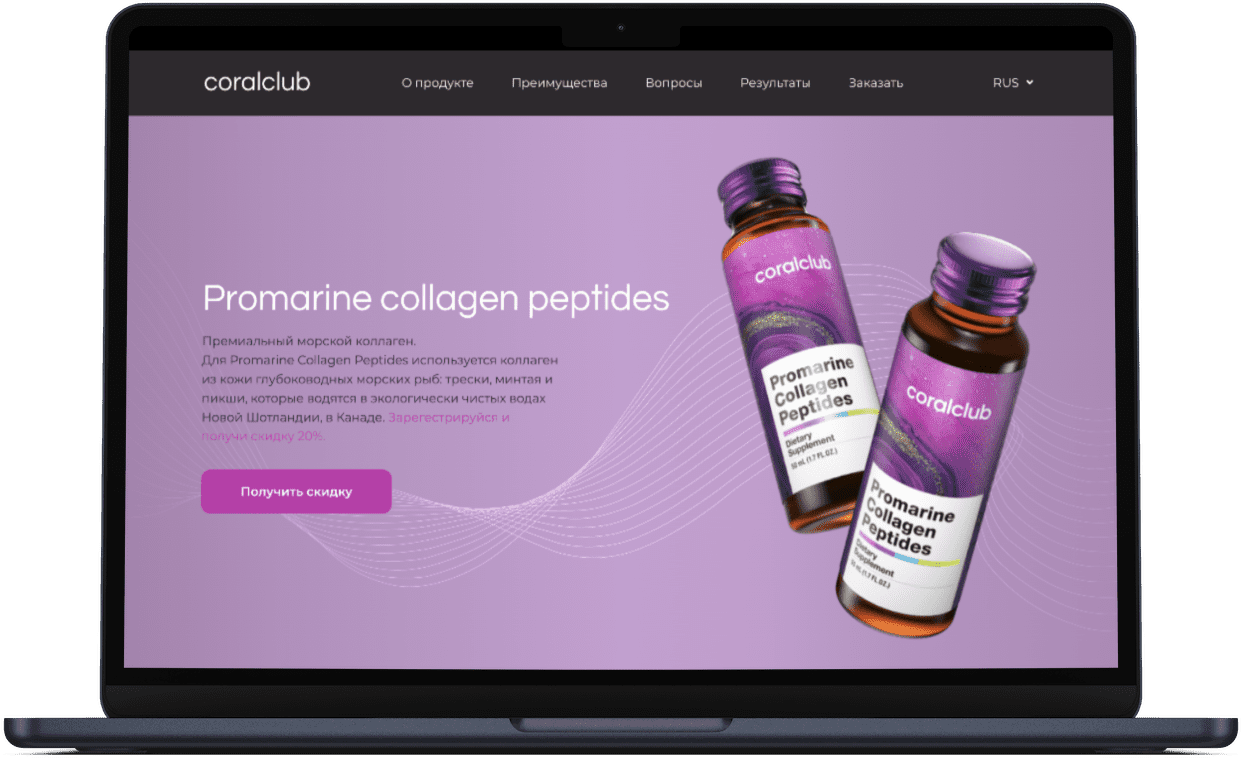 coralclub
О продукте
Преимущества
Вопросы
Результаты
Заказать
RUS
Promarine collagen peptides
Премиальный морской коллаген.
Для Promarine Collagen Peptides используется коллаген
из кожи глубоководных морских рыб: трески, минтая и
пикши, которые водятся в экологически чистых водах
Новой Шотландии, в Канаде. Зарегестрируйся и
получи скидку 20%.
Получить скидку
coralclub
Promarine
Collagen
Peptides
Dietary
Supplement
50 mL (1.7 FL.OZ.)
coralclub
Promarine
Collagen
Peptides
Dietary
Supplement
50 mL (1.7 FL.OZ.)